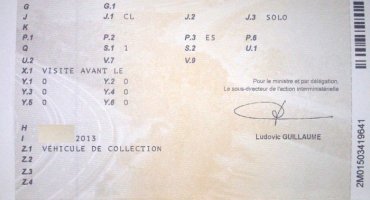 G G.1
J J.1 CL J.2 J.3 SOLO
K
P.1 P.2 P.3 ES P.6
Q S.1 1 S.2 U.1
U.2 V.7 V.9
X.1 VISITE AVANT LE
Y.1 0 Y.2 0
Y.3 0 Y.4 0
Y.5 0 Y.6 0
Pour le ministre et par délégation,
Le sous-directeur de l'action interministérielle
Ludovic GUILLAUME
H
I 2013
Z.1 VÉHICULE DE COLLECTION
Z.2
Z.3
Z.4
2M01503419641